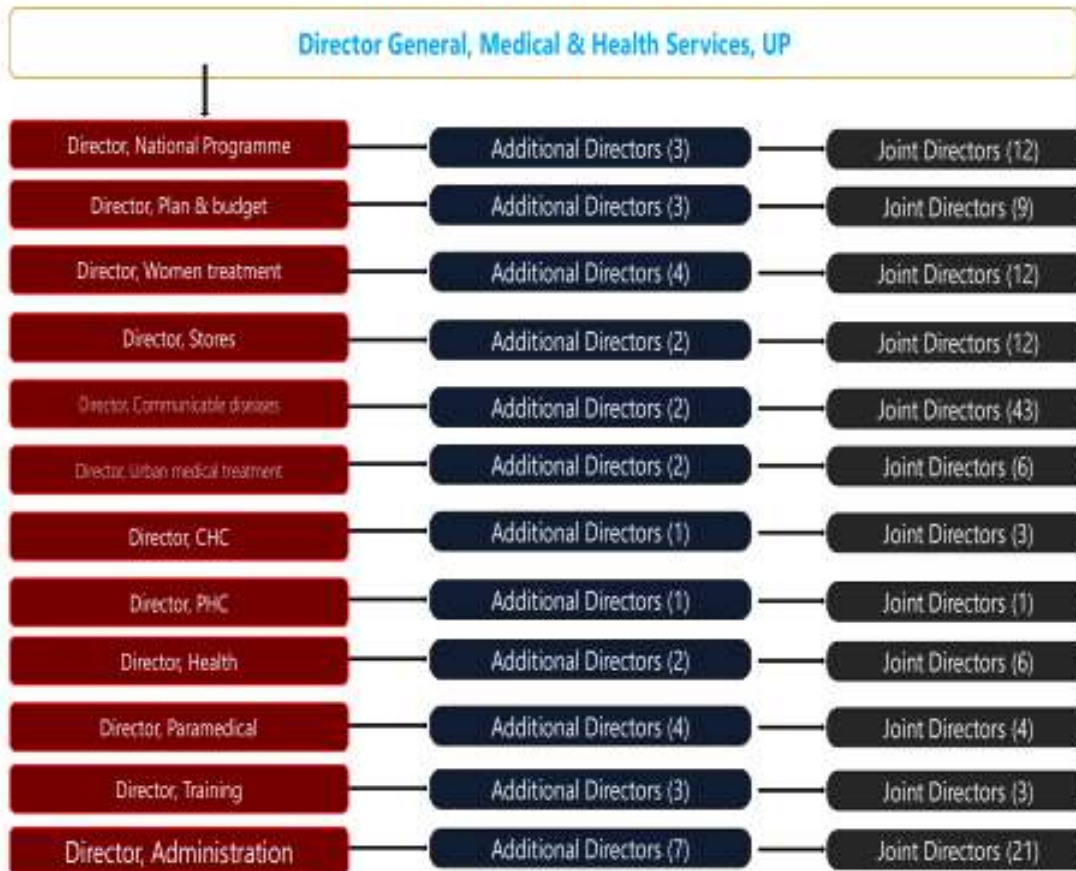 Director General, Medical & Health Services, UP
Director, National Programme
Additional Directors (3)
Joint Directors (12)
Director, Plan & budget
Additional Directors (3)
Joint Directors (9)
Director, Women treatment
Additional Directors (4)
Joint Directors (12)
Director, Stores
Additional Directors (2)
Joint Directors (12)
Director, Communicable diseases
Additional Directors (2)
Joint Directors (43)
Director, Urban medical treatment
Additional Directors (2)
Joint Directors (6)
Director, CHC
Additional Directors (1)
Joint Directors (3)
Director, PHC
Additional Directors (1)
Joint Directors (1)
Director, Health
Additional Directors (2)
Joint Directors (6)
Director, Paramedical
Additional Directors (4)
Joint Directors (4)
Director, Training
Additional Directors (3)
Joint Directors (3)
Director, Administration
Additional Directors (7)
Joint Directors (21)